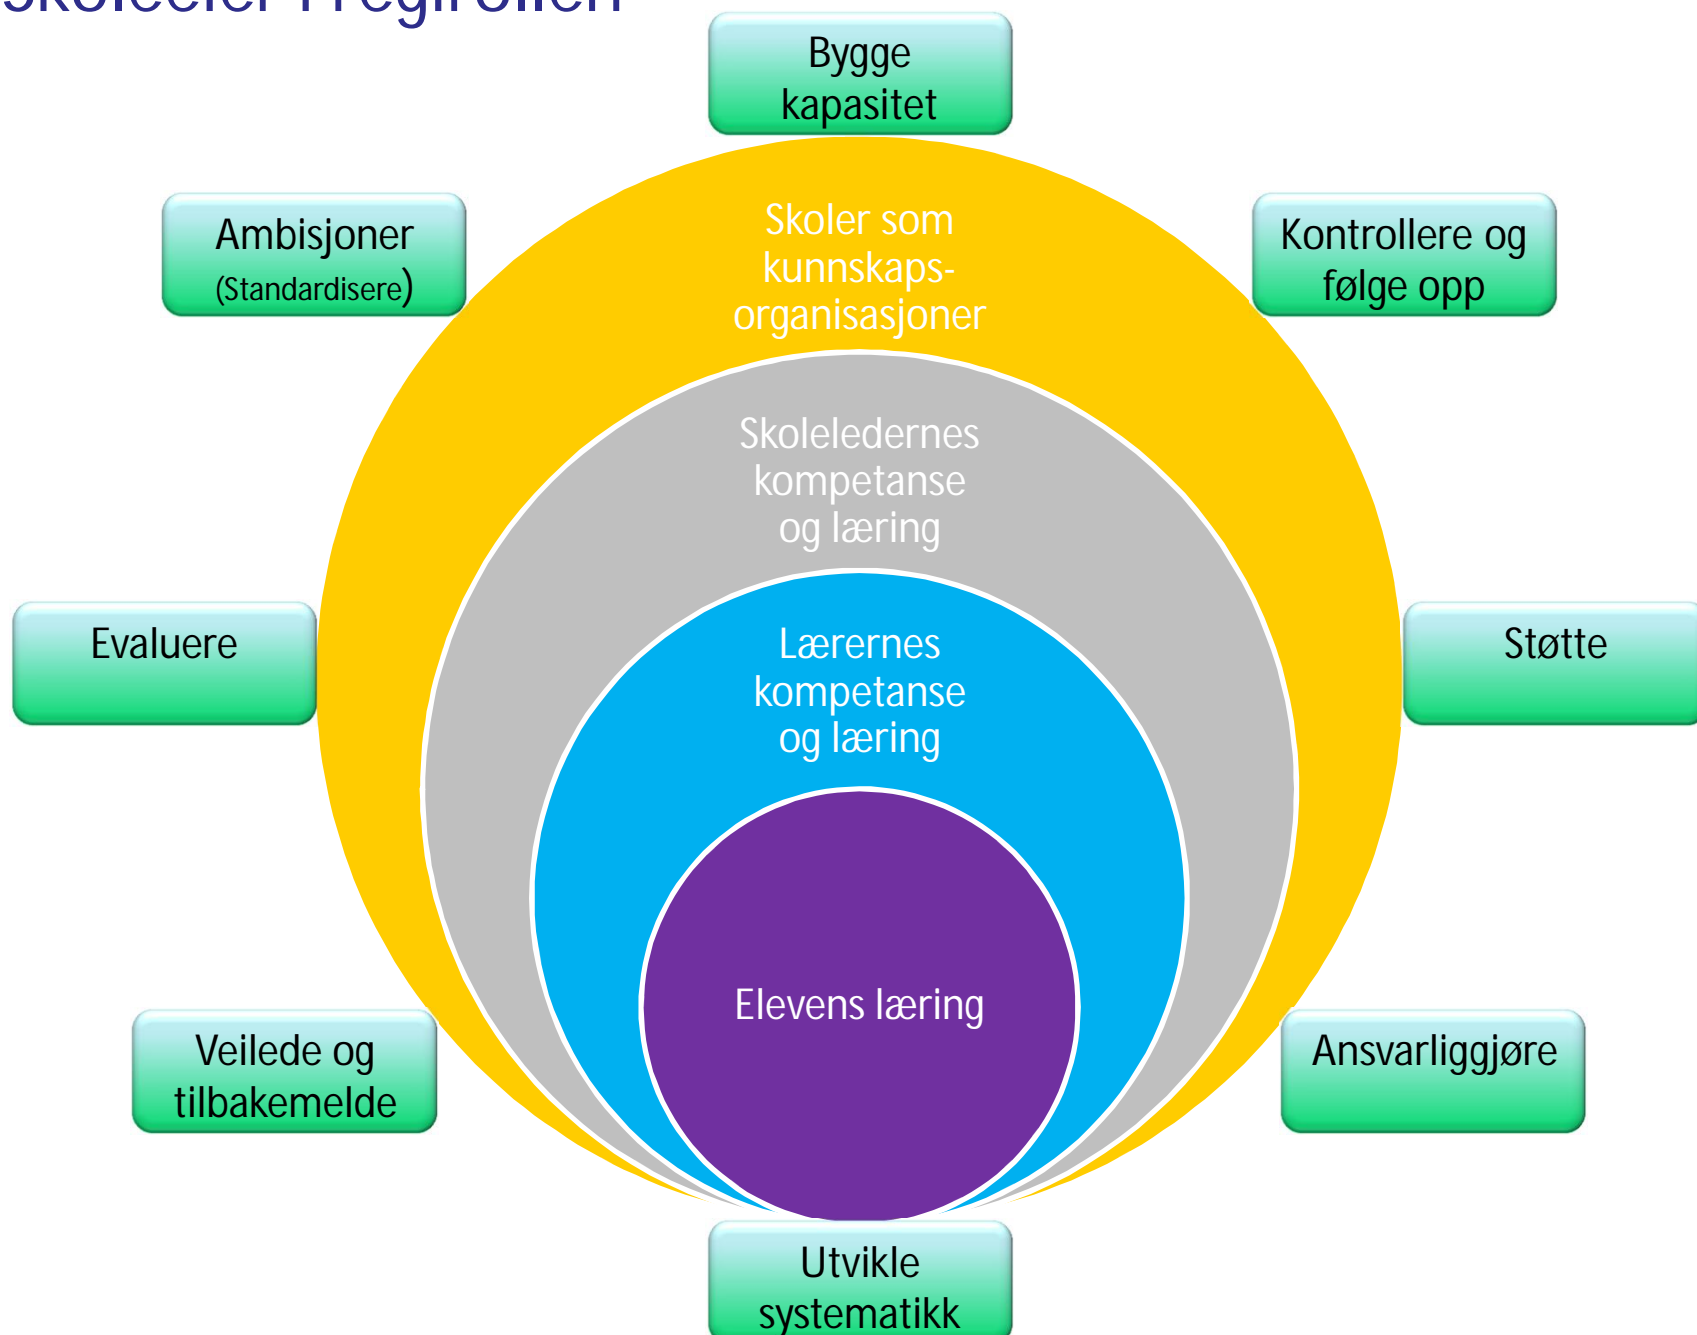 Bygge
kapasitet
Ambisjoner
(Standardisere)
Kontrollere og
følge opp
Skoler som
kunnskaps-
organisasjoner
Skoleledernes
kompetanse
og læring
Evaluere
Støtte
Lærernes
kompetanse
og læring
Elevens læring
Veilede og
tilbakemelde
Ansvarliggjøre
Utvikle
systematikk